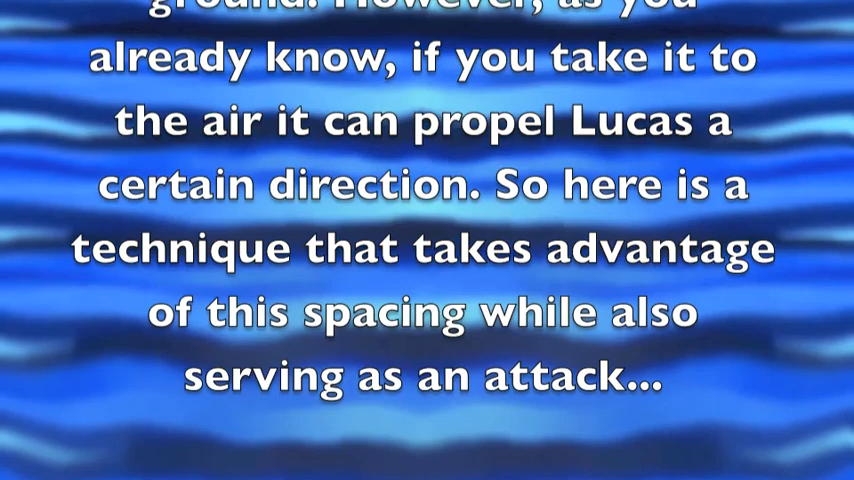 ground. However, as you
already know, if you take it to
the air it can propel Lucas a
certain direction. So here is a
technique that takes advantage
of this spacing while also
serving as an attack...